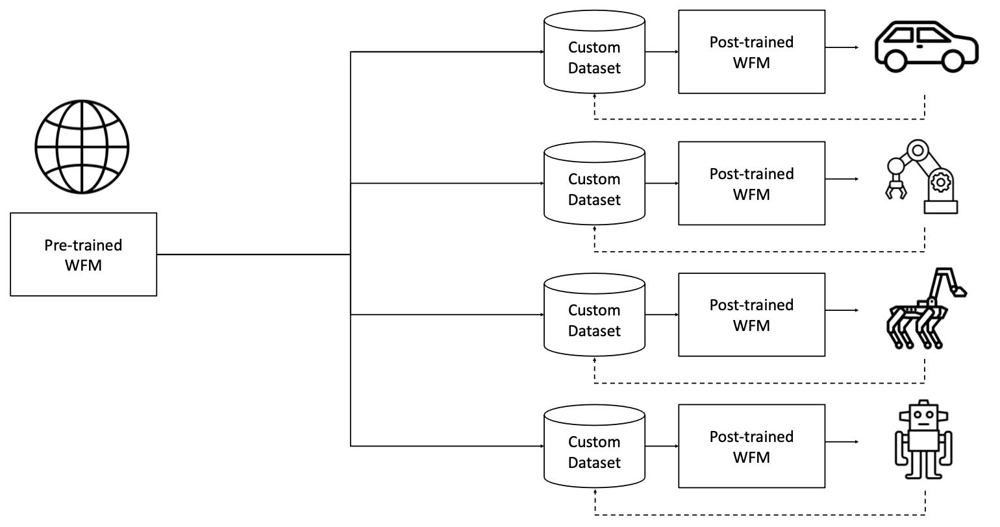 Custom
Dataset
Post-trained
WFM
Custom
Dataset
Post-trained
WFM
Pre-trained
WFM
Custom
Dataset
Post-trained
WFM
Custom
Dataset
Post-trained
WFM